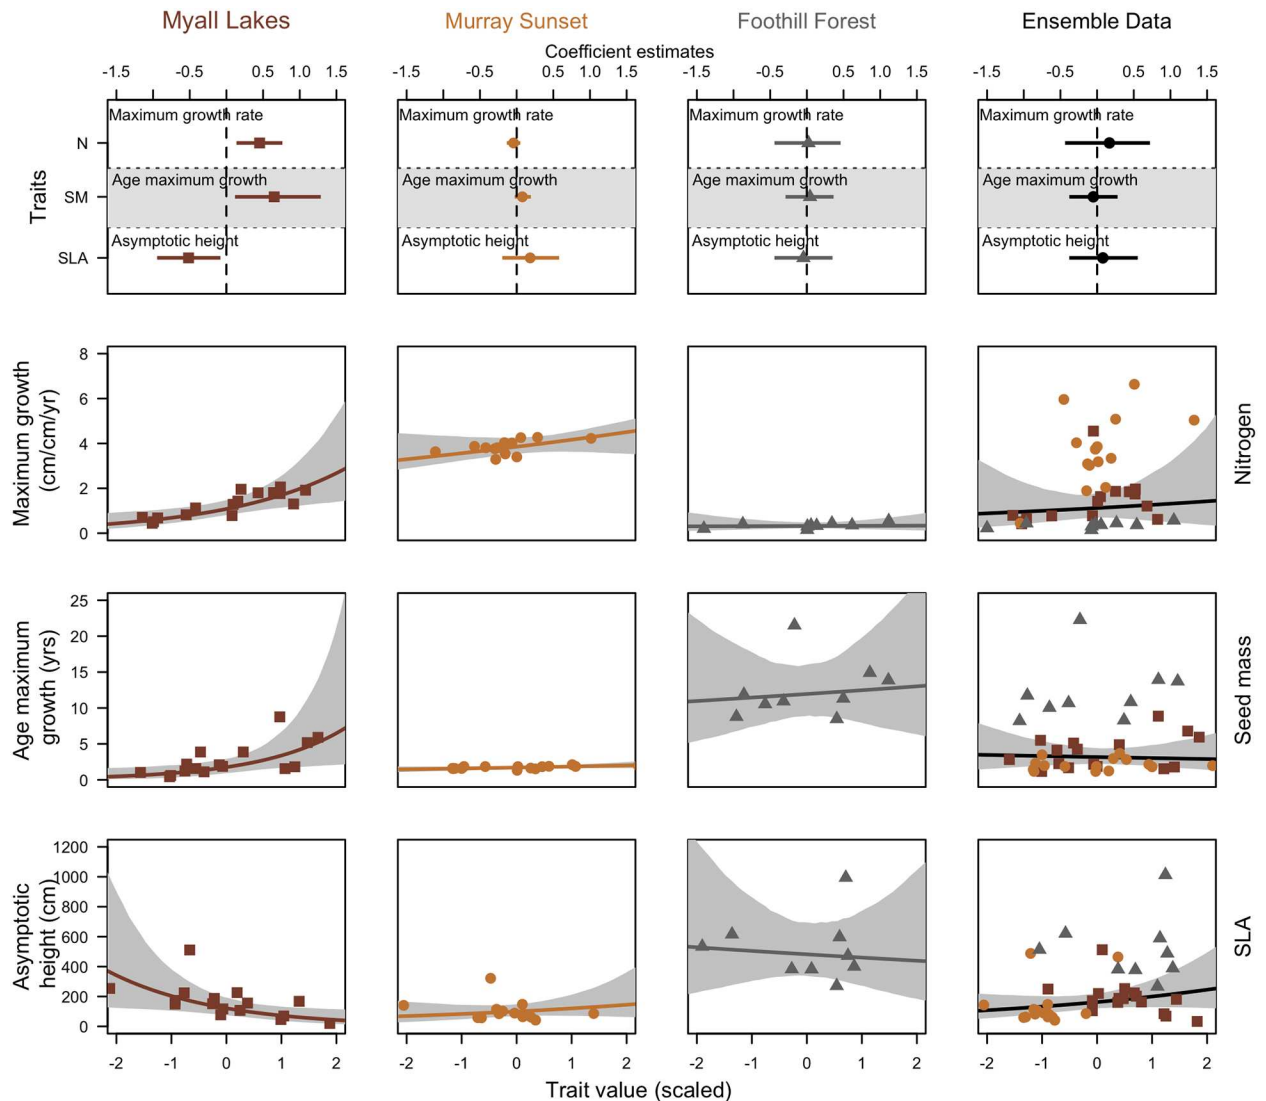 Myall Lakes Murray Sunset Foothill Forest Ensemble Data
Coefficient estimates
-1.5 -0.5 0.5 1.0 1.5 -1.5 -0.5 0.5 1.0 1.5 -1.5 -0.5 0.5 1.0 1.5 -1.5 -0.5 0.5 1.0 1.5
Maximum growth rate Maximum growth rate Maximum growth rate Maximum growth rate
N
Age maximum growth Age maximum growth Age maximum growth Age maximum growth
SM
Asymptotic height Asymptotic height Asymptotic height Asymptotic height
SLA
Traits
8
6
4
2
0
Maximum growth
(cm/cm/yr)
Nitrogen
25
20
15
10
5
0
Age maximum
growth (yrs)
Seed mass
1200
1000
800
600
400
200
0
Asymptotic
height (cm)
SLA
-2 -1 0 1 2 -2 -1 0 1 2 -2 -1 0 1 2 -2 -1 0 1 2
Trait value (scaled)